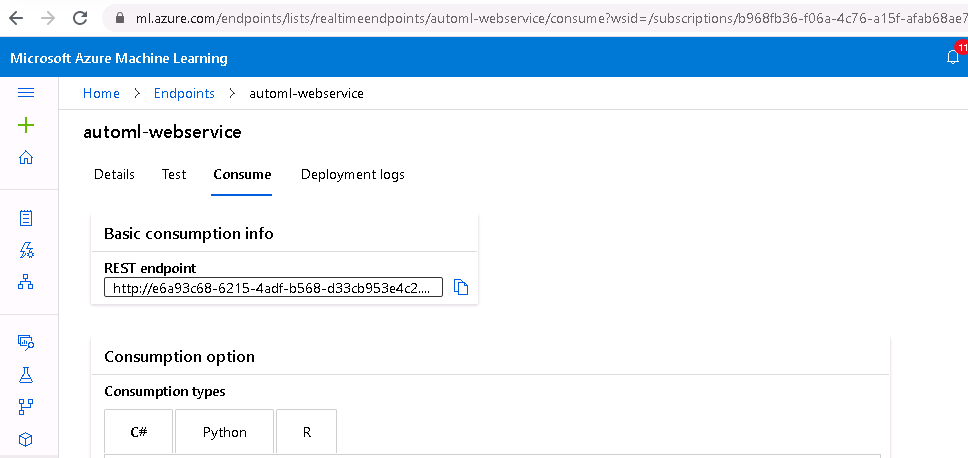 ml.azure.com/endpoints/lists/realtimeendpoints/automl-webservice/consume?wsid=/subscriptions/b968fb36-f06a-4c76-a15f-afab68ae7
Microsoft Azure Machine Learning
11
Home > Endpoints > automl-webservice
automl-webservice
Details Test Consume Deployment logs
Basic consumption info
REST endpoint
http://e6a93c68-6215-4adf-b568-d33cb953e4c2....
Consumption option
Consumption types
C# Python R